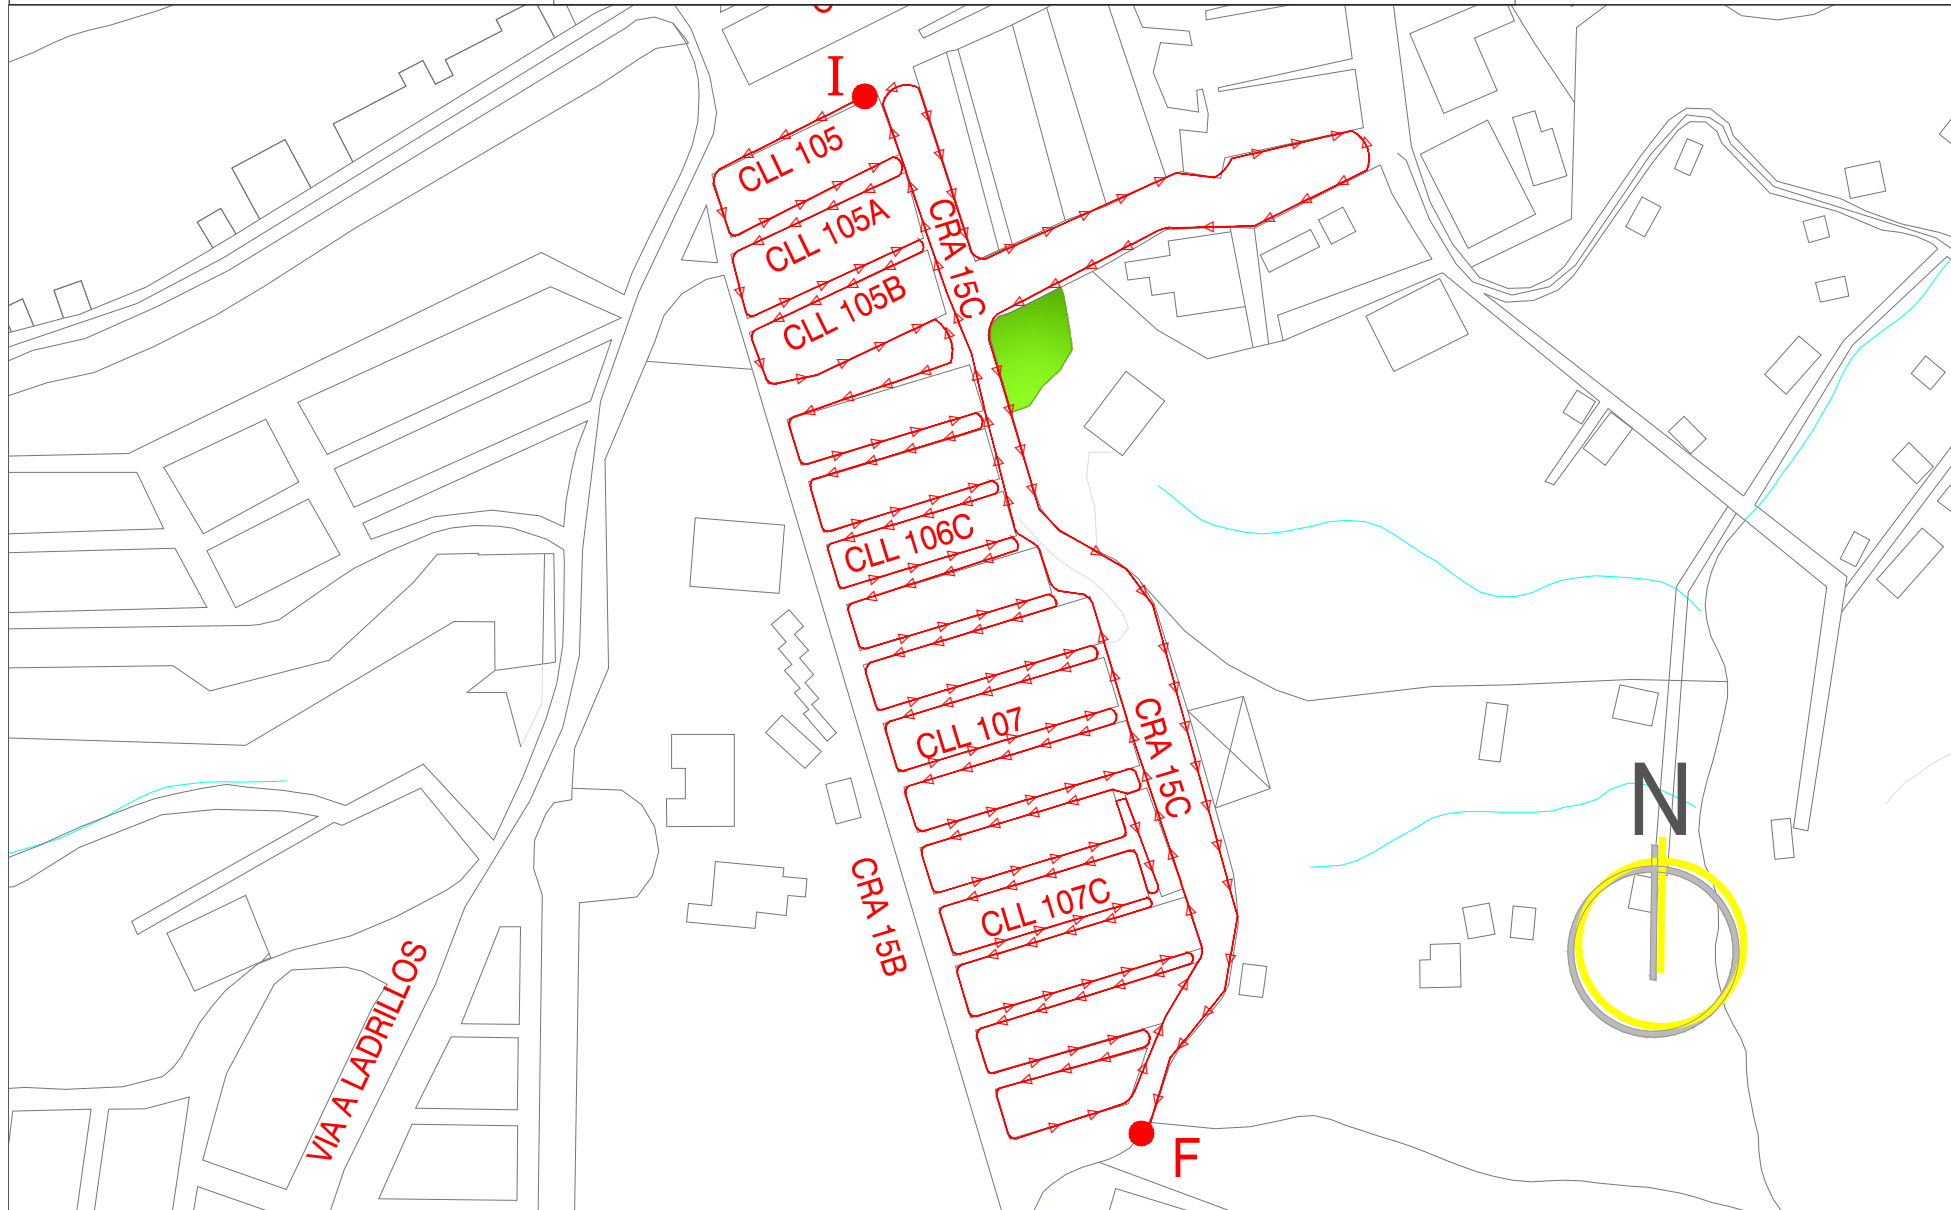 I
CLL 105
CLL 105A
CRA 15C
CLL 105B
CLL 106C
CLL 107
CRA 15C
N
CLL 107C
CRA 15B
VIA A LADRILLOS
F